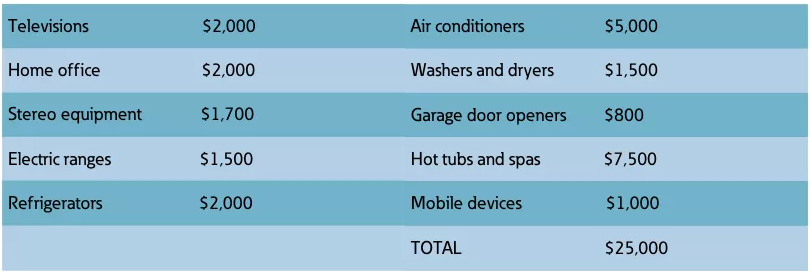 Televisions $2,000 Air conditioners $5,000
Home office $2,000 Washers and dryers $1,500
Stereo equipment $1,700 Garage door openers $800
Electric ranges $1,500 Hot tubs and spas $7,500
Refrigerators $2,000 Mobile devices $1,000
TOTAL $25,000